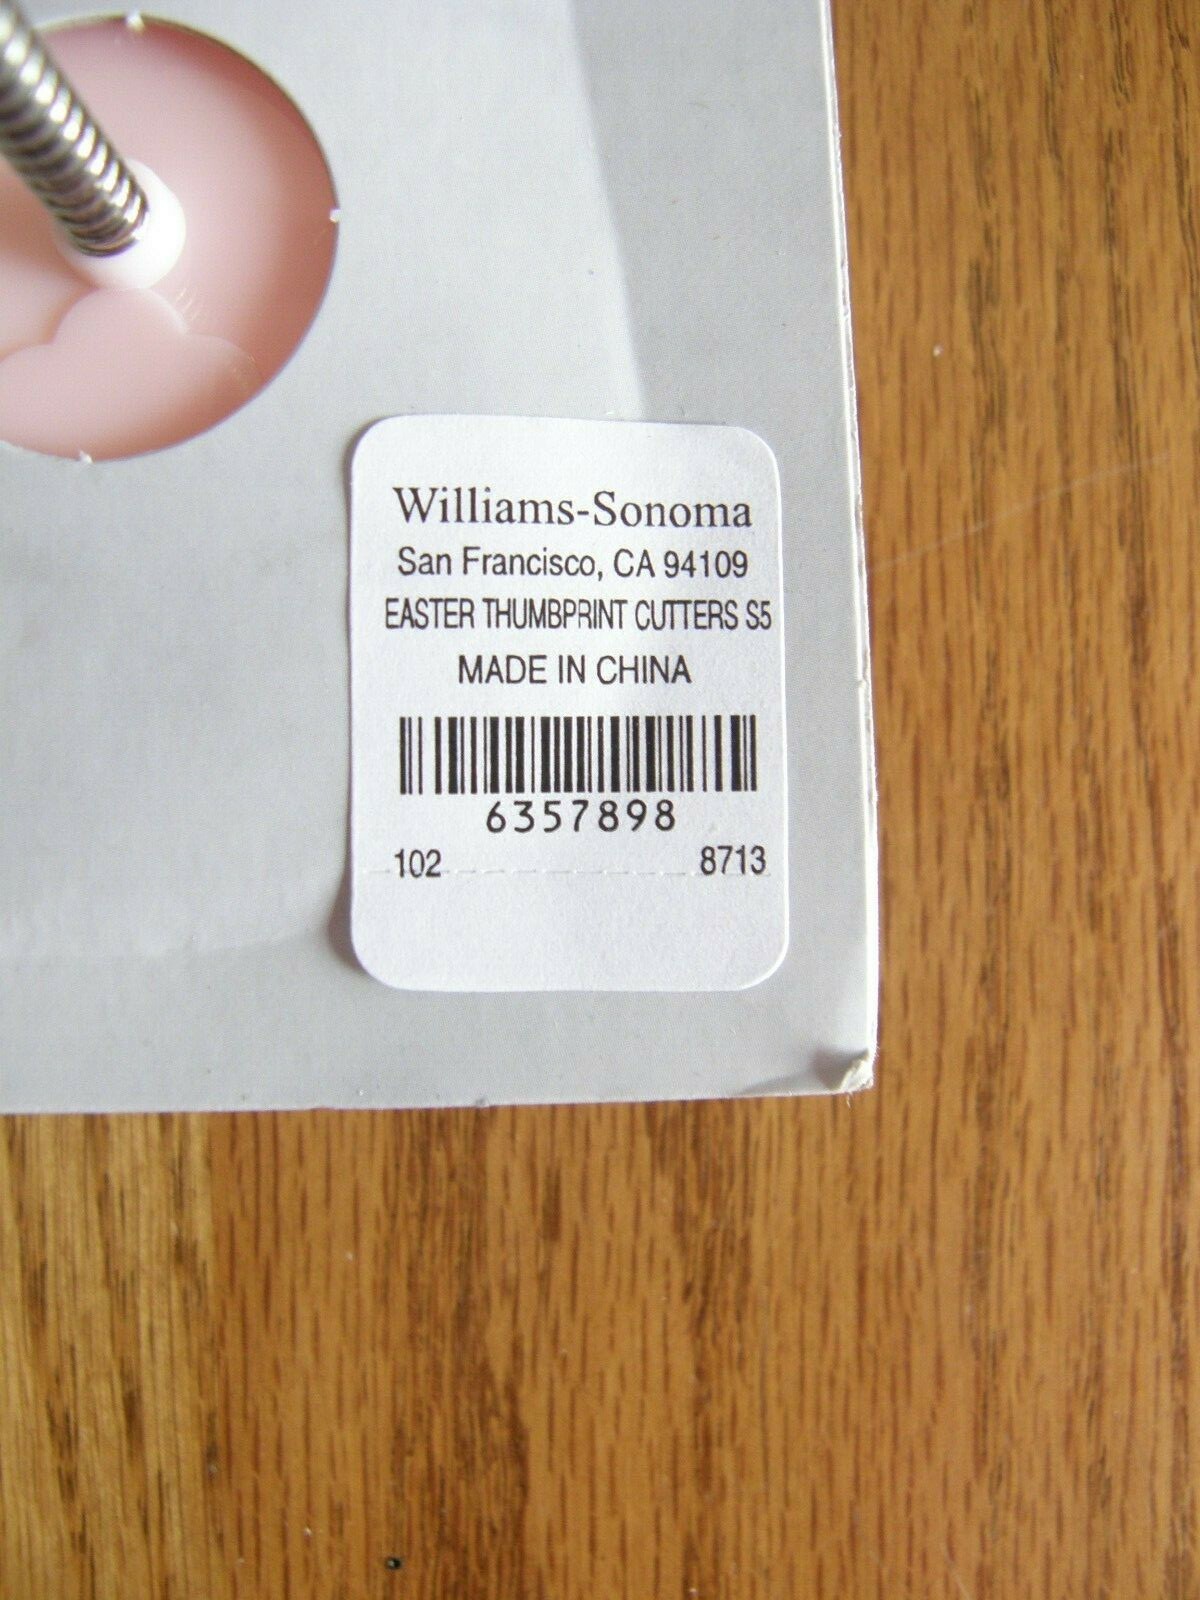 Williams-Sonoma
San Francisco, CA 94109
EASTER THUMBPRINT CUTTERS S5
MADE IN CHINA
6357898
102 8713